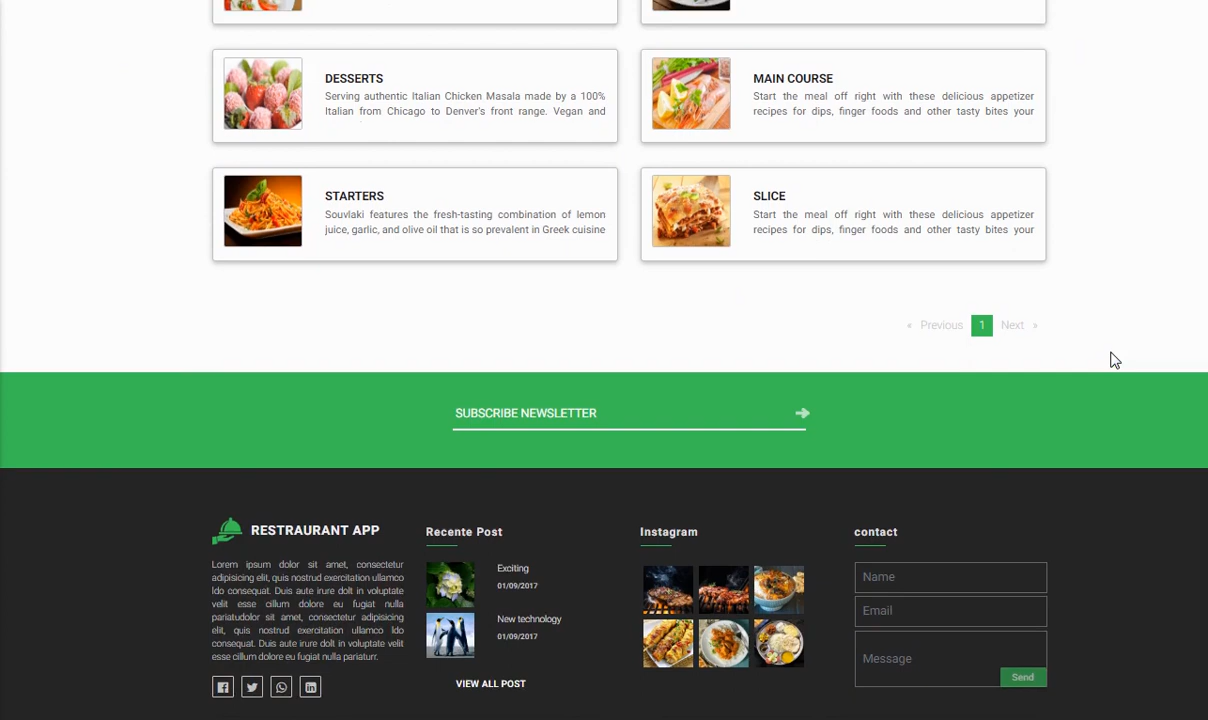 DESSERTS
Serving authentic Italian Chicken Masala made by a 100%
Italian from Chicago to Denver's front range. Vegan and
MAIN COURSE
Start the meal off right with these delicious appetizer
recipes for dips, finger foods and other tasty bites your
STARTERS
Souvlaki features the fresh-tasting combination of lemon
juice, garlic, and olive oil that is so prevalent in Greek cuisine
SLICE
Start the meal off right with these delicious appetizer
recipes for dips, finger foods and other tasty bites your
« Previous 1 Next »
SUBSCRIBE NEWSLETTER
RESTRAURANT APP
Lorem ipsum dolor sit amet, consectetur
adipisicing elit, quis nostrud exercitation ullamco
ldo consequat. Duis aute irure dolt in voluptate
velit esse cillum dolore eu fugiat nulla
pariatudolor sit amet, consectetur adipisicing
elit, quis nostrud exercitation ullamco ldo
consequat. Duis aute irure dolt in voluptate velit
esse cillum dolore eu fugiat nulla pariaturr.
Recente Post
Exciting
01/09/2017
New technology
01/09/2017
VIEW ALL POST
Instagram
contact
Name
Email
Message
Send